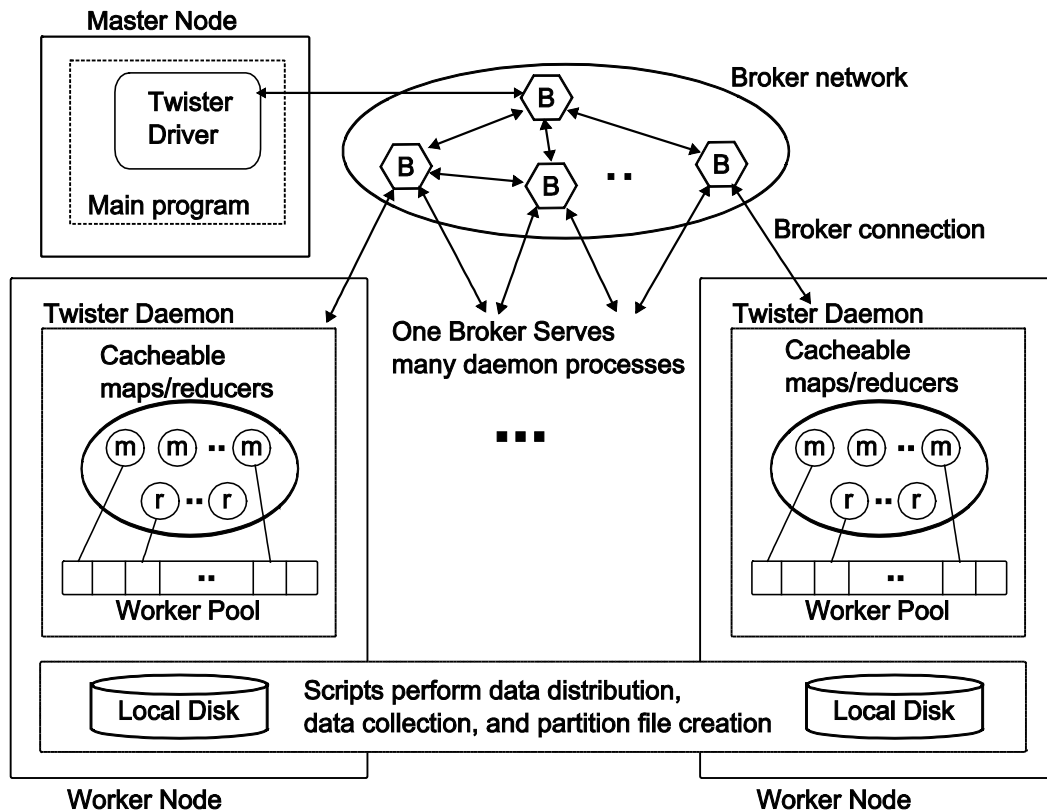 Master Node
Twister
Driver
Main program
Broker network
B
B
B
B
Broker connection
One Broker Serves
many daemon processes
Twister Daemon
Cacheable
maps/reducers
m m ·· m
r ·· r
··
Worker Pool
Twister Daemon
Cacheable
maps/reducers
m m ·· m
r ·· r
··
Worker Pool
Local Disk
Scripts perform data distribution,
data collection, and partition file creation
Local Disk
Worker Node
Worker Node